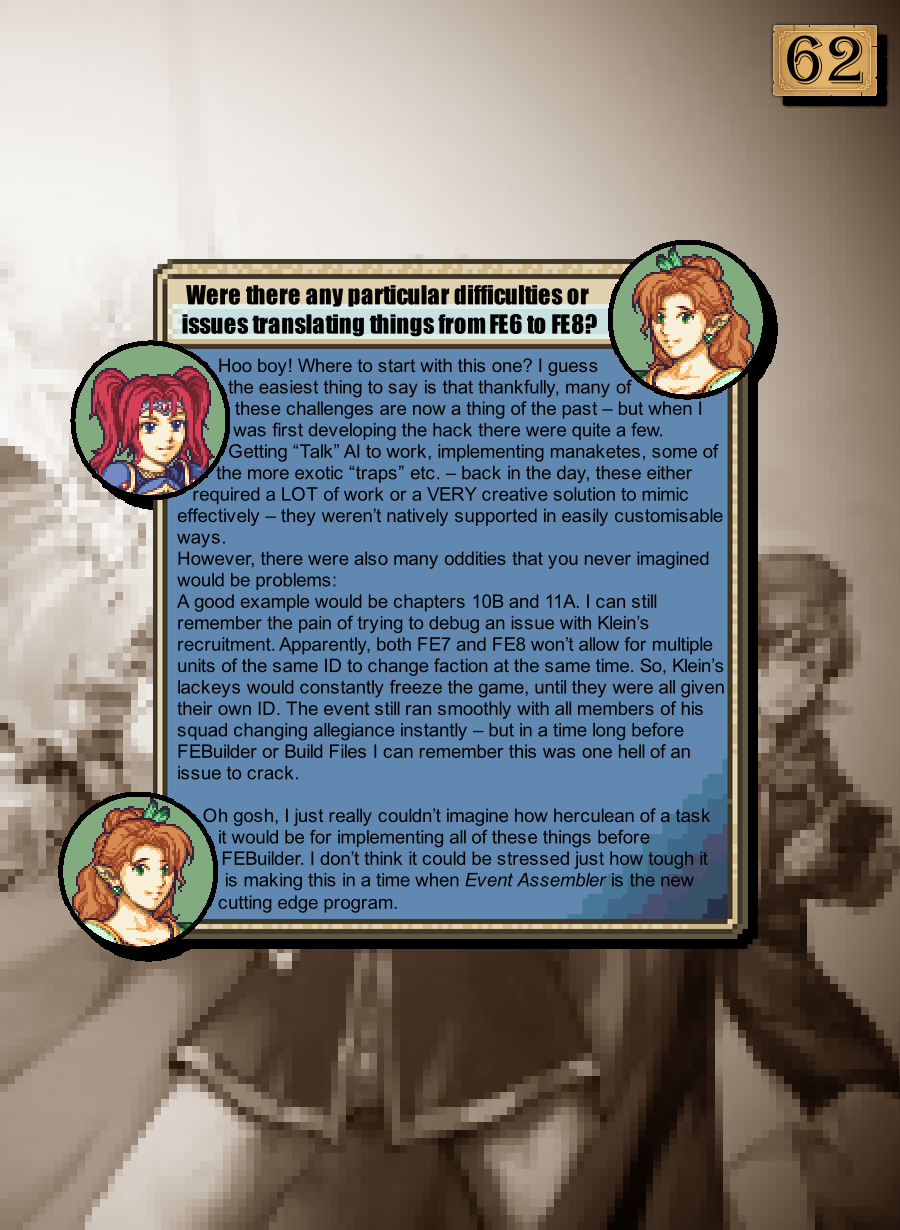 62
Were there any particular difficulties or
issues translating things from FE6 to FE8?
Hoo boy! Where to start with this one? I guess
the easiest thing to say is that thankfully, many of
these challenges are now a thing of the past – but when I
was first developing the hack there were quite a few.
Getting “Talk” AI to work, implementing manaketes, some of
the more exotic “traps” etc. – back in the day, these either
required a LOT of work or a VERY creative solution to mimic
effectively – they weren’t natively supported in easily customisable
ways.
However, there were also many oddities that you never imagined
would be problems:
A good example would be chapters 10B and 11A. I can still
remember the pain of trying to debug an issue with Klein’s
recruitment. Apparently, both FE7 and FE8 won’t allow for multiple
units of the same ID to change faction at the same time. So, Klein’s
lackeys would constantly freeze the game, until they were all given
their own ID. The event still ran smoothly with all members of his
squad changing allegiance instantly – but in a time long before
FEBuilder or Build Files I can remember this was one hell of an
issue to crack.
Oh gosh, I just really couldn’t imagine how herculean of a task
it would be for implementing all of these things before
FEBuilder. I don’t think it could be stressed just how tough it
is making this in a time when Event Assembler is the new
cutting edge program.